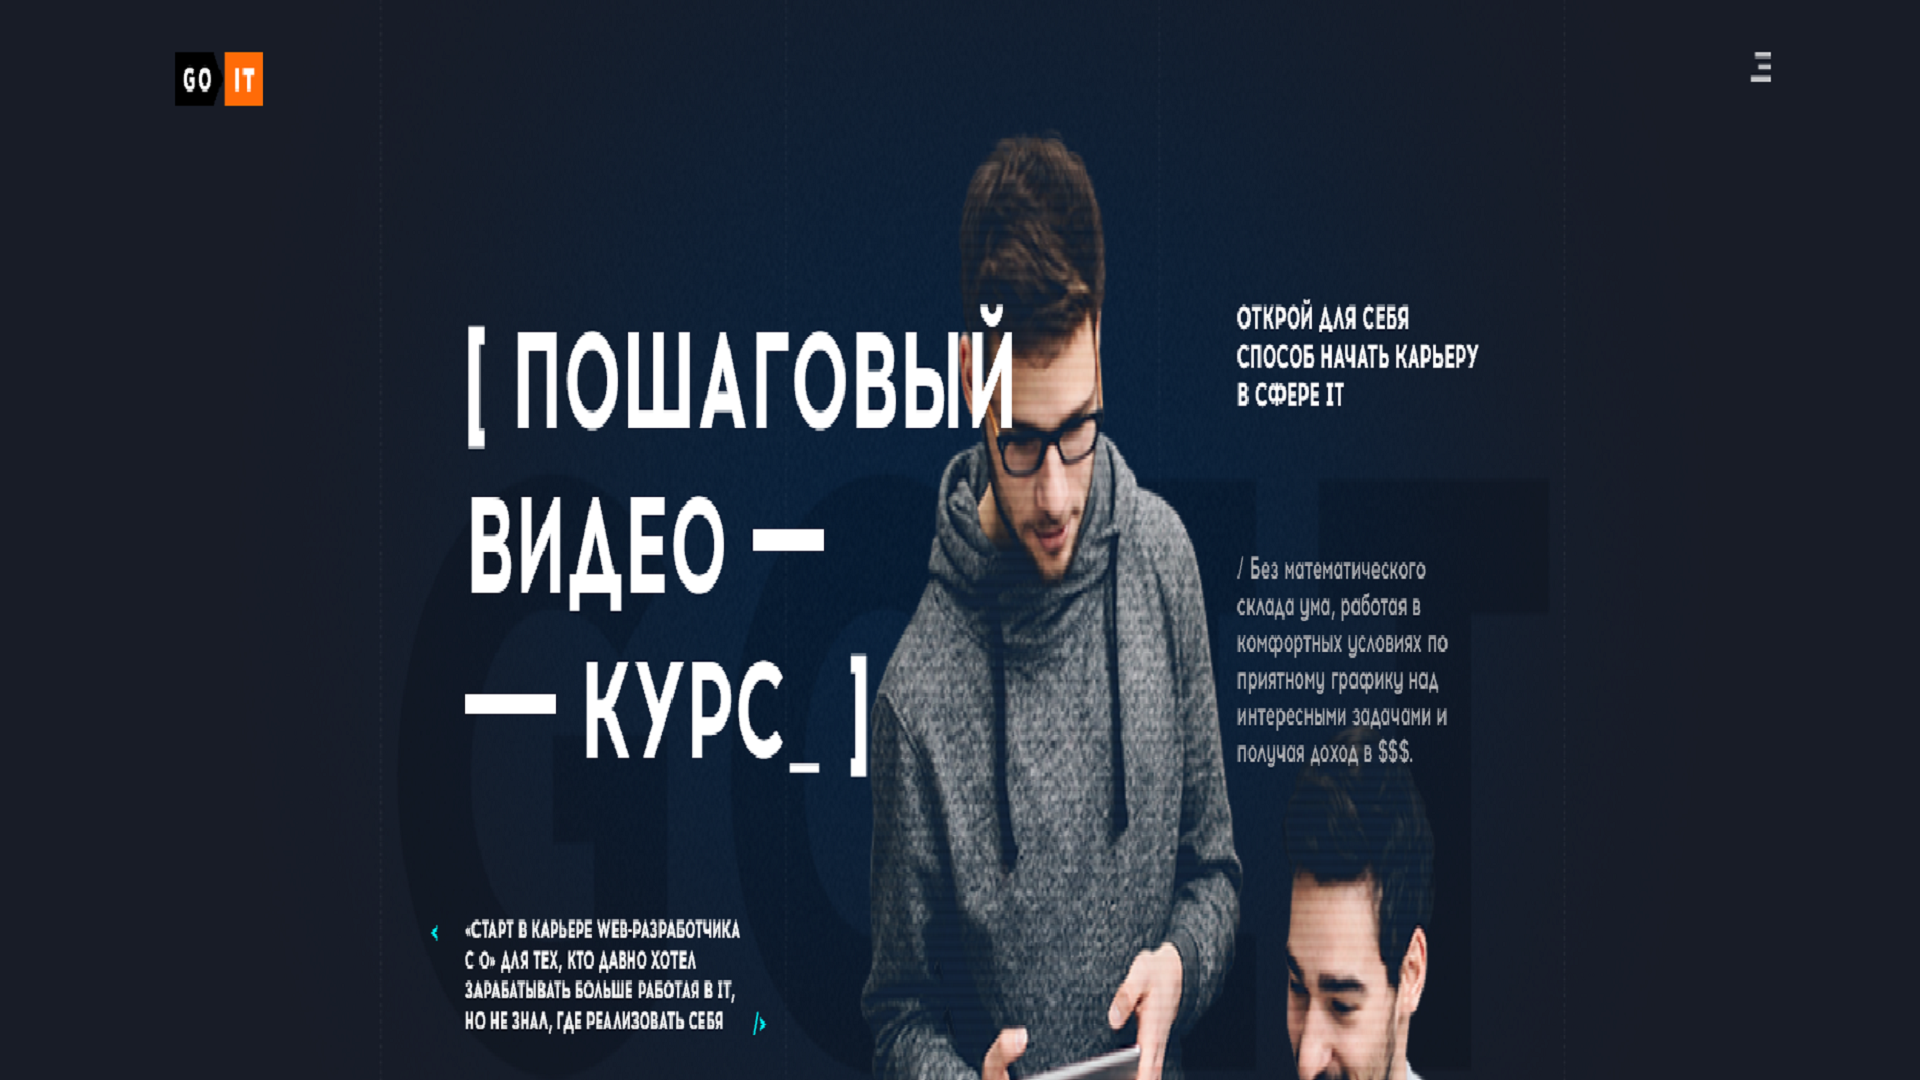 GO IT
[ ПОШАГОВЫЙ
ВИДЕО —
— КУРС_ ]
ОТКРОЙ ДЛЯ СЕБЯ
СПОСОБ НАЧАТЬ КАРЬЕРУ
В СФЕРЕ IT
/ Без математического
склада ума, работая в
комфортных условиях по
приятному графику над
интересными задачами и
получая доход в $$$.
< «СТАРТ В КАРЬЕРЕ WEB-РАЗРАБОТЧИКА
С 0» ДЛЯ ТЕХ, КТО ДАВНО ХОТЕЛ
ЗАРАБАТЫВАТЬ БОЛЬШЕ РАБОТАЯ В IT,
НО НЕ ЗНАЛ, ГДЕ РЕАЛИЗОВАТЬ СЕБЯ />
GO IT